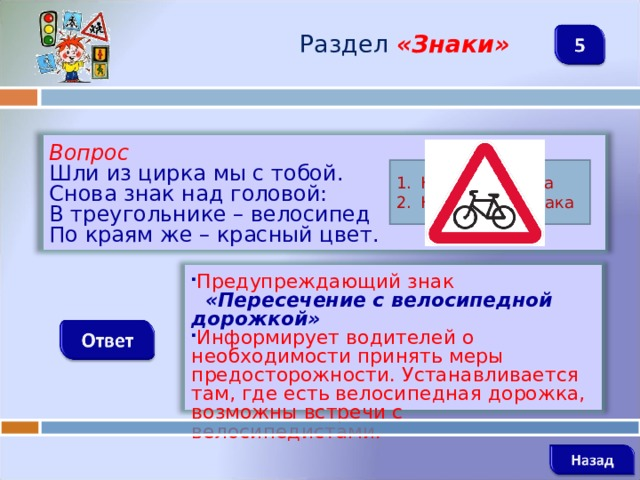 Раздел «Знаки»
5
Вопрос
Шли из цирка мы с тобой.
Снова знак над головой:
В треугольнике – велосипед
По краям же – красный цвет.
1.
2.
Предупреждающий знак
«Пересечение с велосипедной
дорожкой»
Информирует водителей о
необходимости принять меры
предосторожности. Устанавливается
там, где есть велосипедная дорожка,
возможны встречи с
велосипедистами.
Ответ
Назад